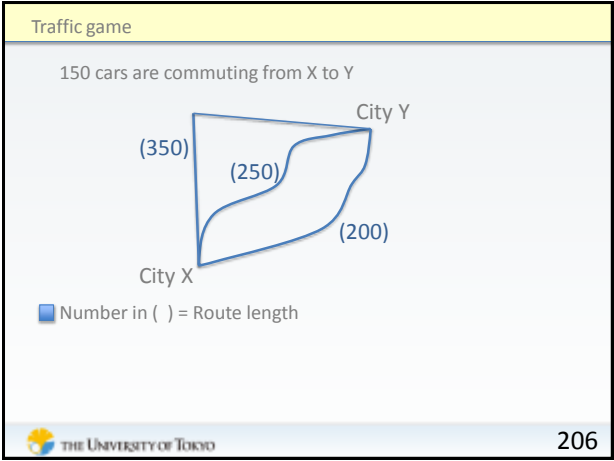 Traffic game
150 cars are commuting from X to Y
City Y
(350)
(250)
(200)
City X
Number in ( ) = Route length
THE UNIVERSITY OF TOKYO
206